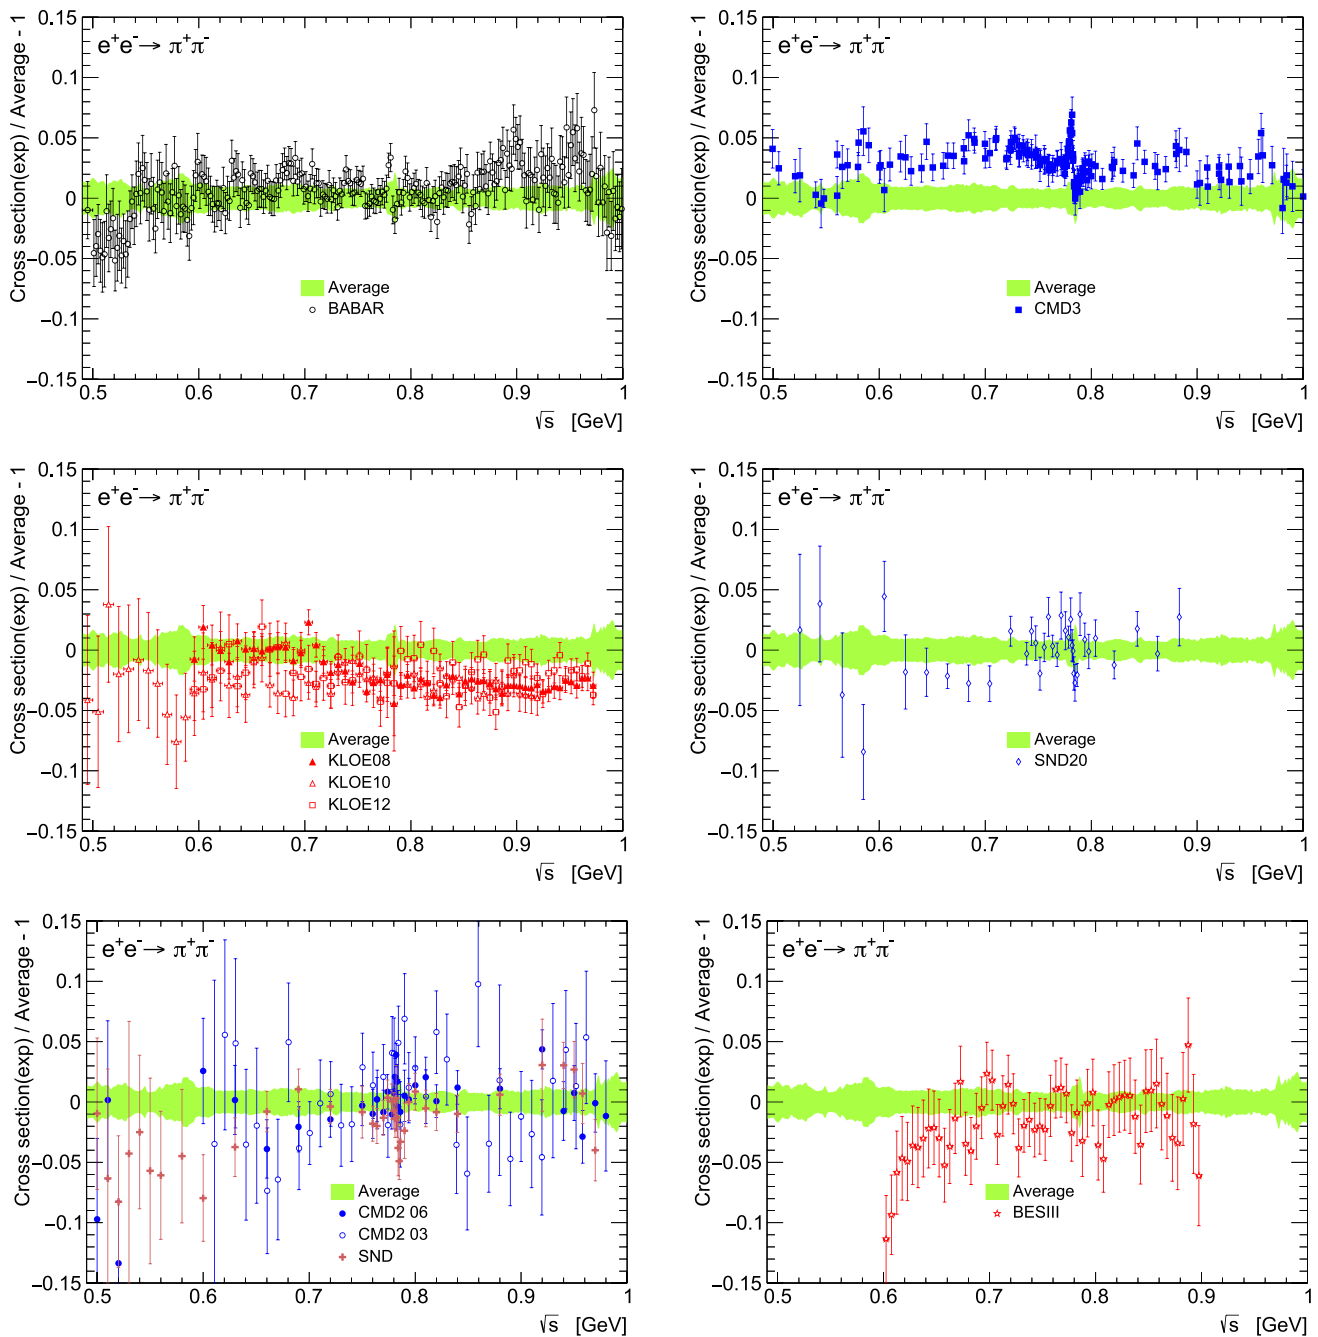 Cross section(exp) / Average - 1
e⁺e⁻→ π⁺π⁻
0.15
0.1
0.05
0
−0.05
−0.1
−0.15
Average
BABAR
0.5 0.6 0.7 0.8 0.9 1
√s [GeV]
Cross section(exp) / Average - 1
e⁺e⁻→ π⁺π⁻
0.15
0.1
0.05
0
−0.05
−0.1
−0.15
Average
CMD3
0.5 0.6 0.7 0.8 0.9 1
√s [GeV]
Cross section(exp) / Average - 1
e⁺e⁻→ π⁺π⁻
0.15
0.1
0.05
0
−0.05
−0.1
−0.15
Average
KLOE08
KLOE10
KLOE12
0.5 0.6 0.7 0.8 0.9 1
√s [GeV]
Cross section(exp) / Average - 1
e⁺e⁻→ π⁺π⁻
0.15
0.1
0.05
0
−0.05
−0.1
−0.15
Average
SND20
0.5 0.6 0.7 0.8 0.9 1
√s [GeV]
Cross section(exp) / Average - 1
e⁺e⁻→ π⁺π⁻
0.15
0.1
0.05
0
−0.05
−0.1
−0.15
Average
CMD2 06
CMD2 03
SND
0.5 0.6 0.7 0.8 0.9 1
√s [GeV]
Cross section(exp) / Average - 1
e⁺e⁻→ π⁺π⁻
0.15
0.1
0.05
0
−0.05
−0.1
−0.15
Average
BESIII
0.5 0.6 0.7 0.8 0.9 1
√s [GeV]